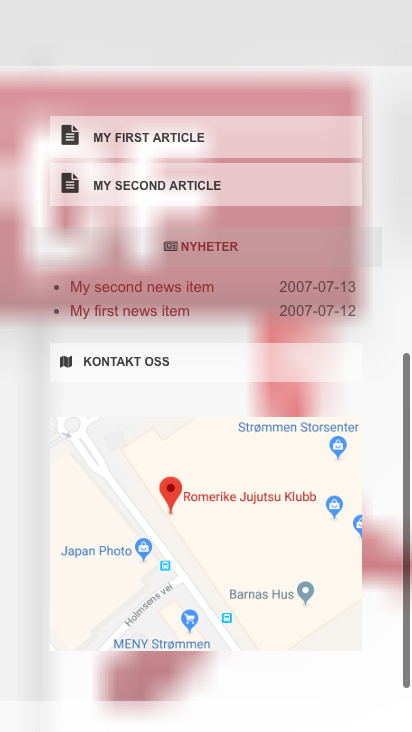 MY FIRST ARTICLE
MY SECOND ARTICLE
NYHETER
My second news item 2007-07-13
My first news item 2007-07-12
KONTAKT OSS
Strømmen Storsenter
Romerike Jujutsu Klubb
Japan Photo
Barnas Hus
Holmsens vei
MENY Strømmen